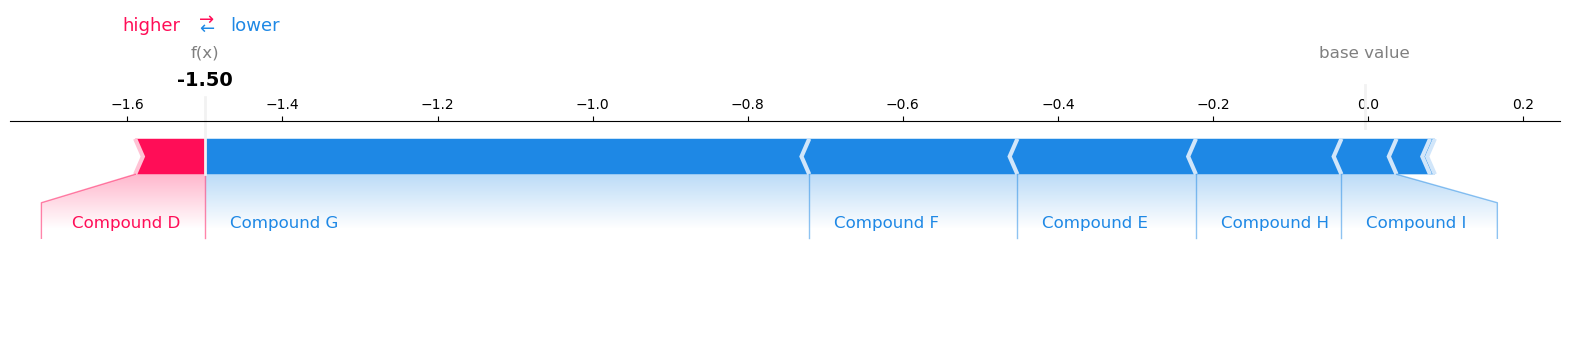 higher ⇄ lower
f(x) base value
-1.50
−1.6 −1.4 −1.2 −1.0 −0.8 −0.6 −0.4 −0.2 0.0 0.2
Compound D Compound G Compound F Compound E Compound H Compound I